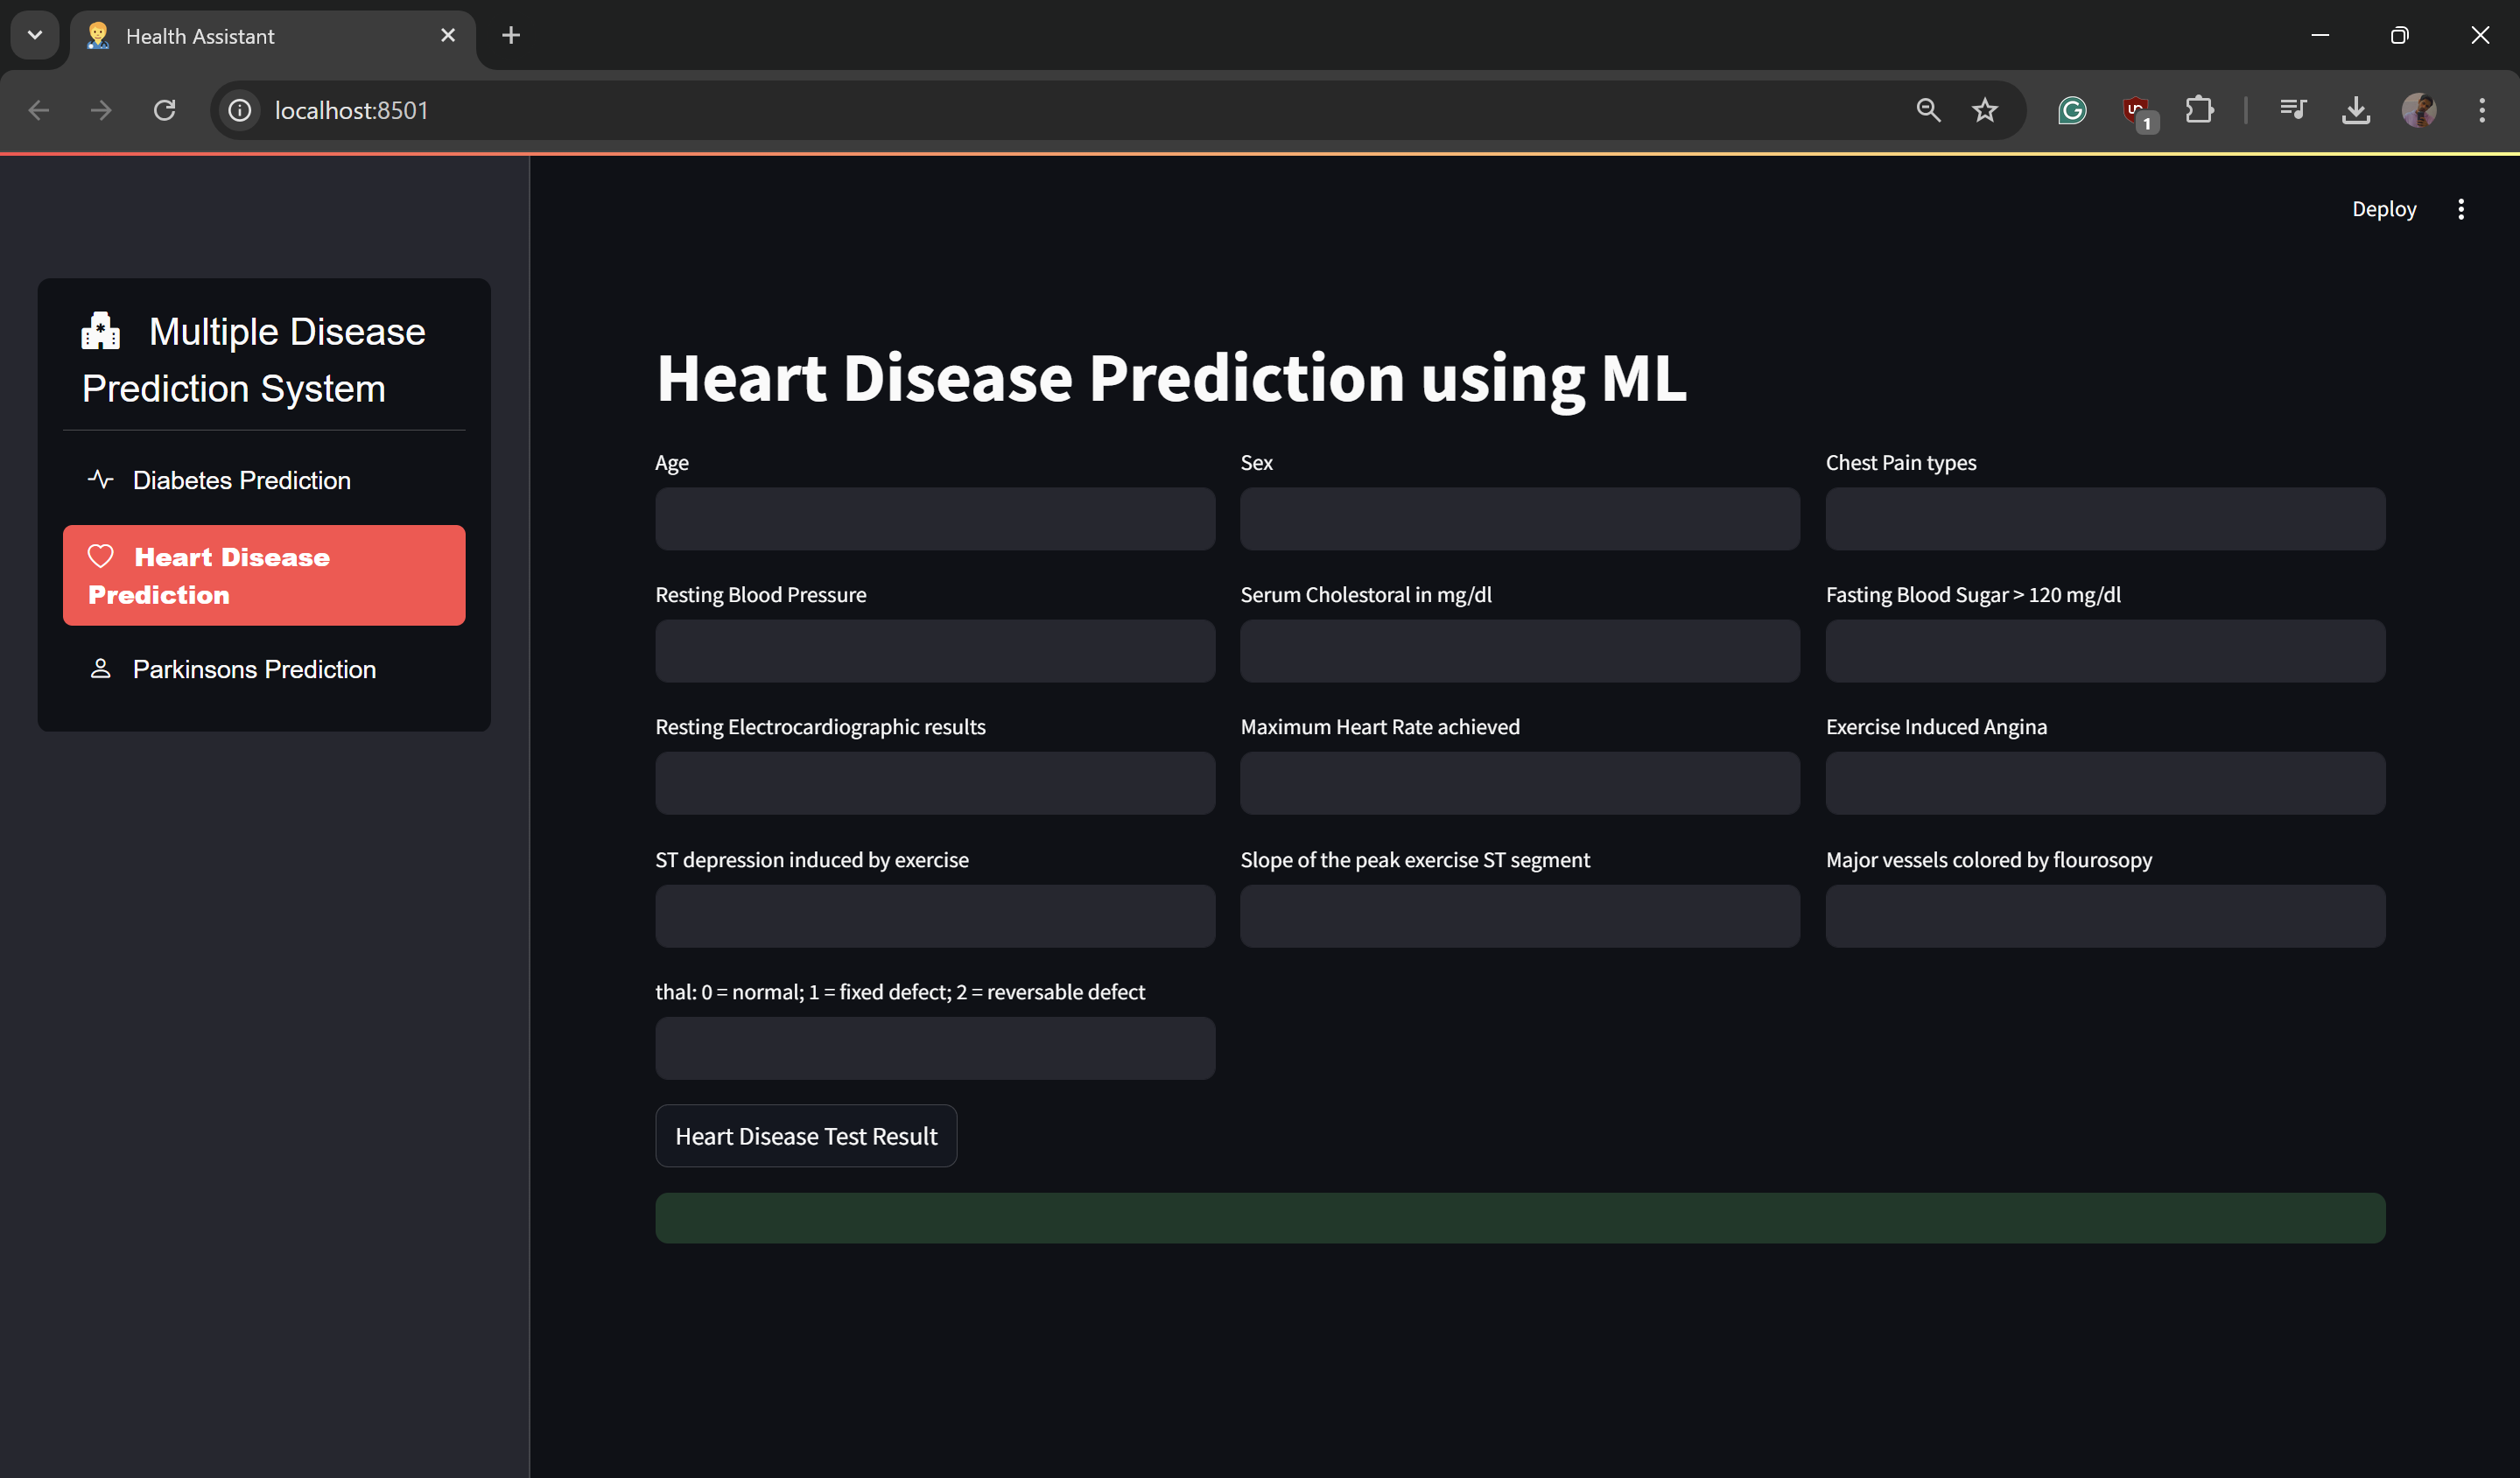 Health Assistant
localhost:8501
1
Deploy
Multiple Disease
Prediction System
Diabetes Prediction
Heart Disease
Prediction
Parkinsons Prediction
Heart Disease Prediction using ML
Age
Sex
Chest Pain types
Resting Blood Pressure
Serum Cholestoral in mg/dl
Fasting Blood Sugar > 120 mg/dl
Resting Electrocardiographic results
Maximum Heart Rate achieved
Exercise Induced Angina
ST depression induced by exercise
Slope of the peak exercise ST segment
Major vessels colored by flourosopy
thal: 0 = normal; 1 = fixed defect; 2 = reversable defect
Heart Disease Test Result